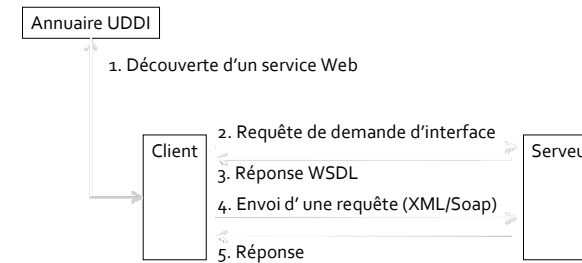 Annuaire UDDI
1. Découverte d'un service Web
2. Requête de demande d'interface
Client
Serveu
3. Réponse WSDL
4. Envoi d' une requête (XML/Soap)
5. Réponse